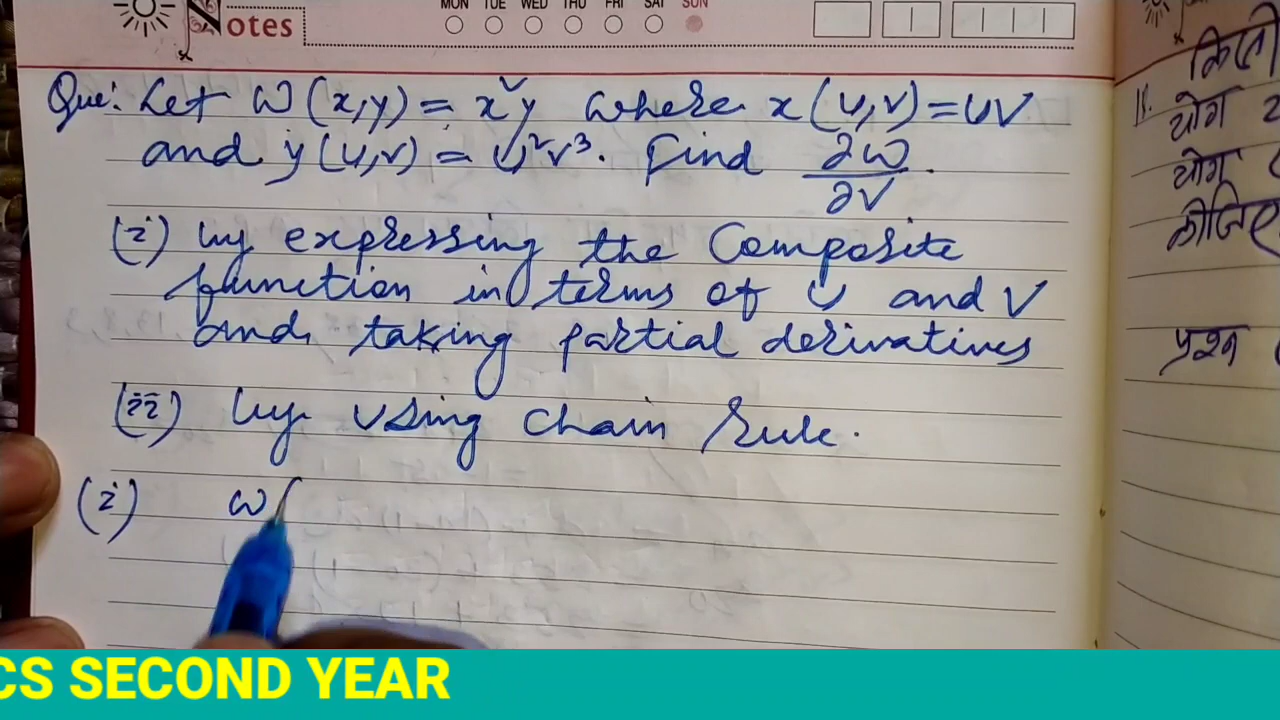 MON TUE WED THU FRI SAT SUN
Notes
Que: Let w(x,y) = x²y where x(u,v) = uv
and y(u,v) = u²v³. Find ∂w/∂v.
(i) by expressing the Composite
function in terms of u and v
and taking partial derivatives
(ii) by using chain rule.
(i) w(
किसी
योग
योग
लीजिए
प्रश्न
CS SECOND YEAR